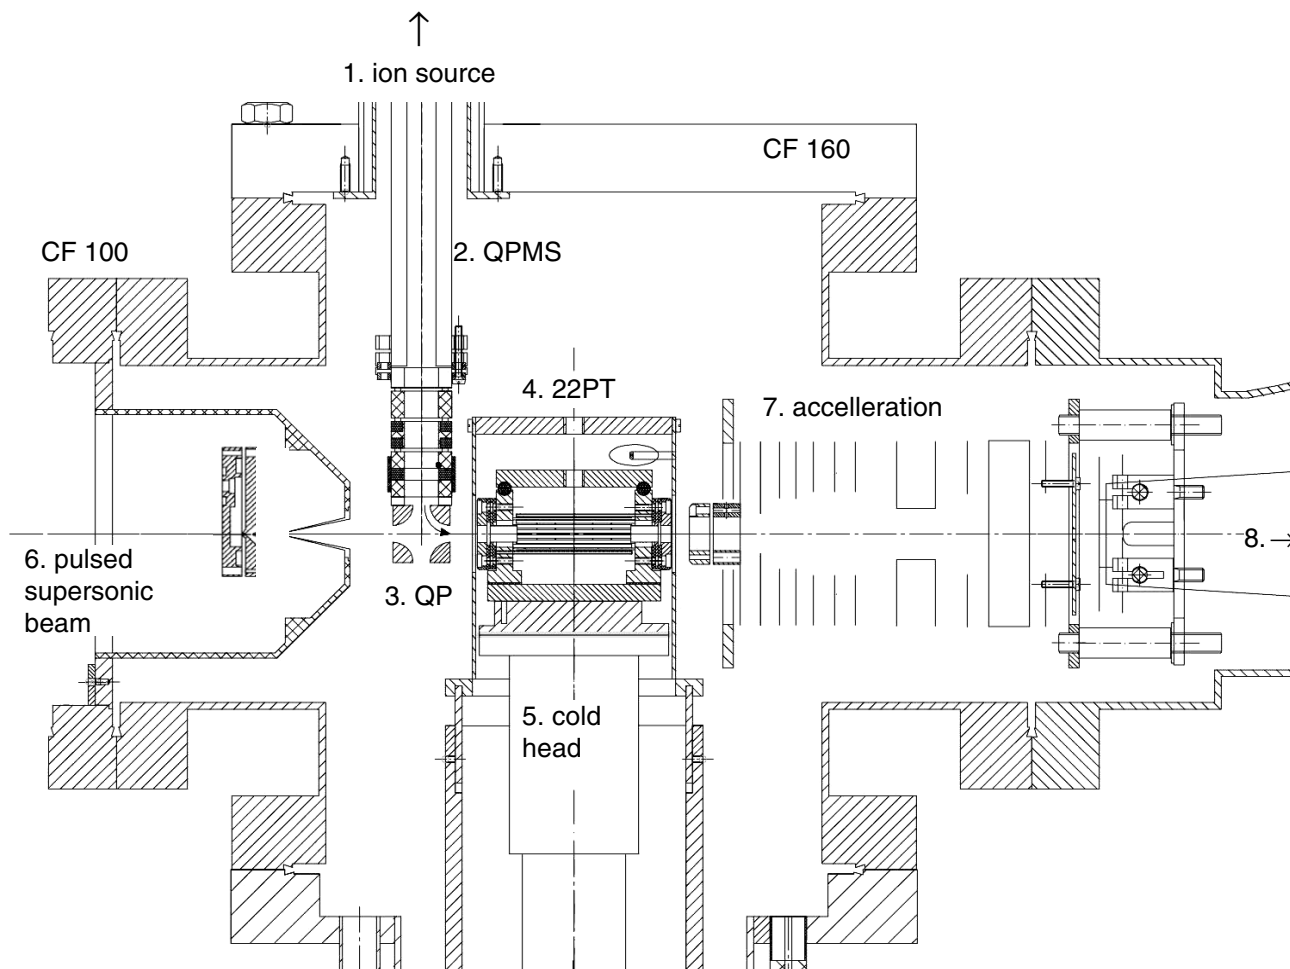 1. ion source
CF 160
CF 100
2. QPMS
4. 22PT
7. accelleration
8.
6. pulsed
supersonic
beam
3. QP
5. cold
head